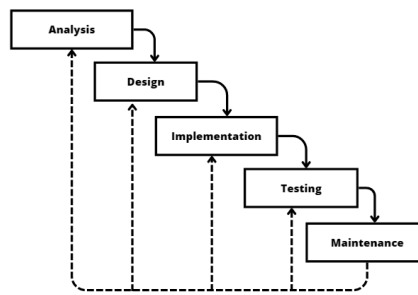 Analysis
Design
Implementation
Testing
Maintenance